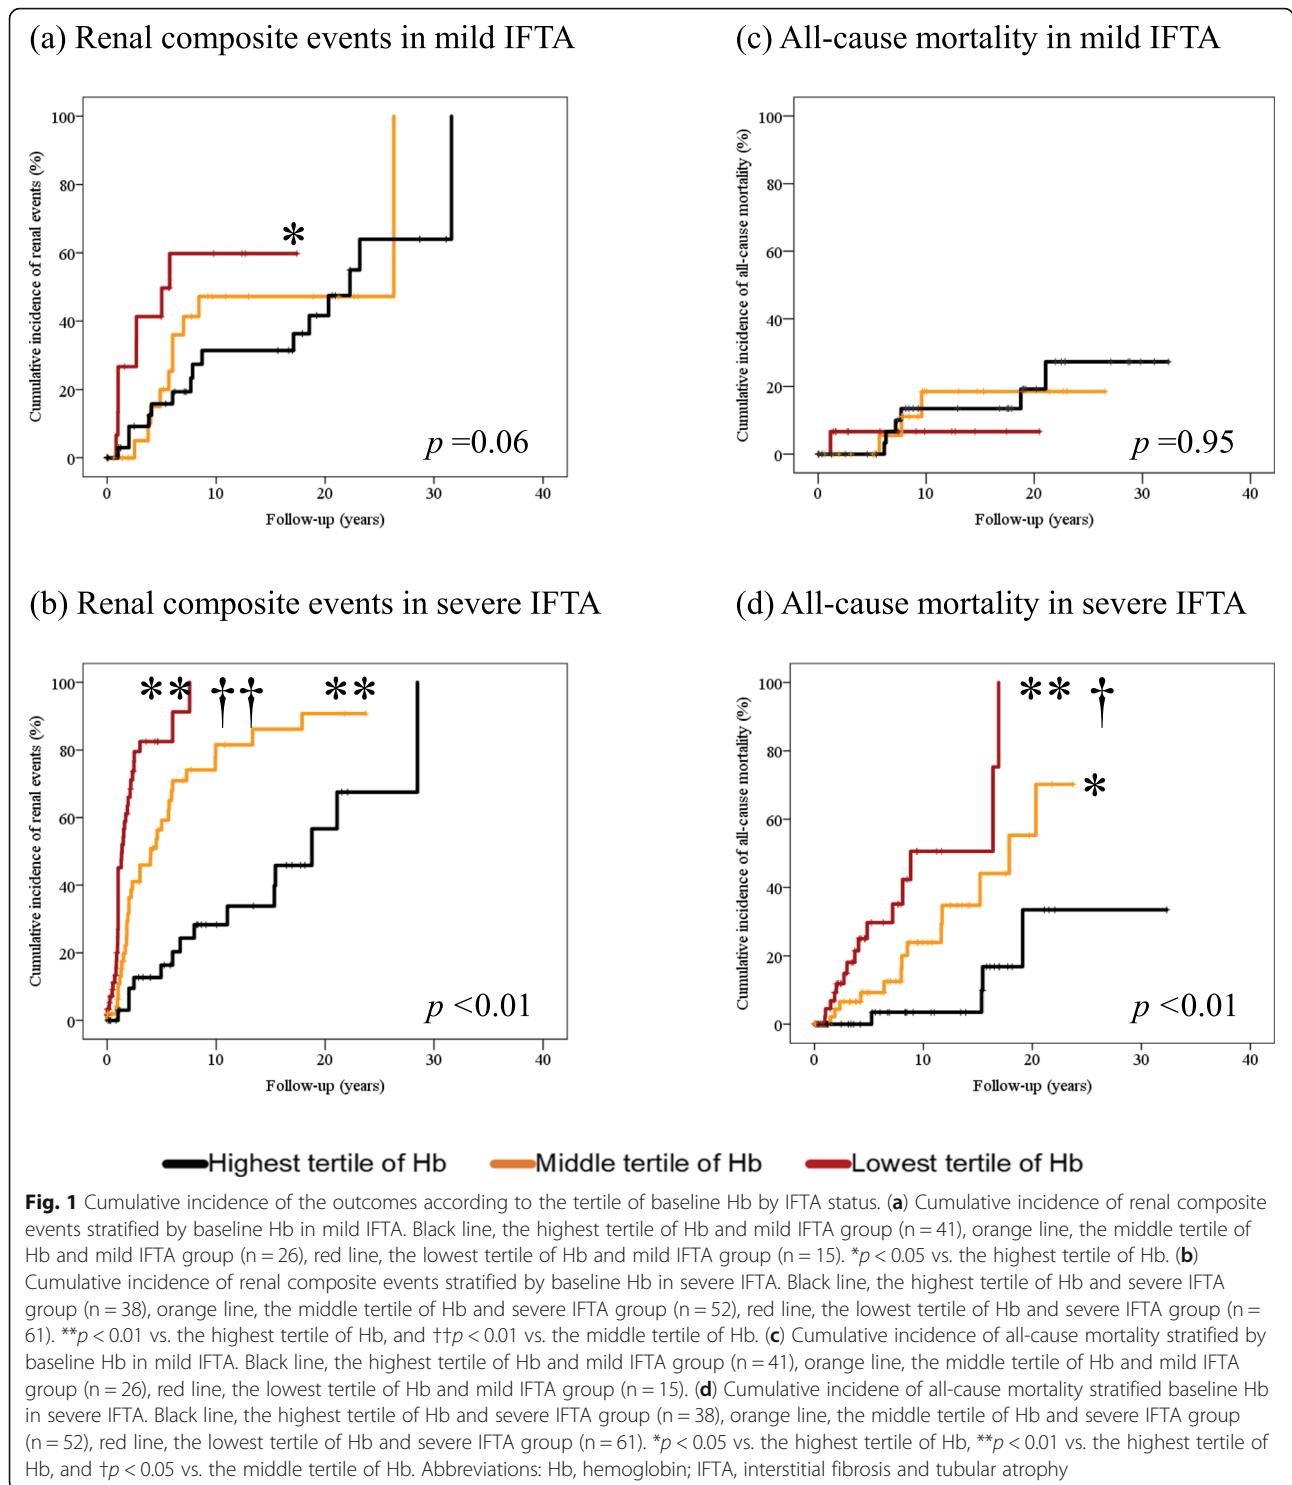 (a) Renal composite events in mild IFTA
Cumulative incidence of renal events (%)
100
80
60
40
20
0
*
p =0.06
0 10 20 30 40
Follow-up (years)
(c) All-cause mortality in mild IFTA
Cumulative incidence of all-cause mortality (%)
100
80
60
40
20
0
p =0.95
0 10 20 30 40
Follow-up (years)
(b) Renal composite events in severe IFTA
Cumulative incidence of renal events (%)
100
80
60
40
20
0
** †† **
p <0.01
0 10 20 30 40
Follow-up (years)
(d) All-cause mortality in severe IFTA
Cumulative incidence of all-cause mortality (%)
100
80
60
40
20
0
** †
*
p <0.01
0 10 20 30 40
Follow-up (years)
Highest tertile of Hb Middle tertile of Hb Lowest tertile of Hb
Fig. 1 Cumulative incidence of the outcomes according to the tertile of baseline Hb by IFTA status. (a) Cumulative incidence of renal composite
events stratified by baseline Hb in mild IFTA. Black line, the highest tertile of Hb and mild IFTA group (n = 41), orange line, the middle tertile of
Hb and mild IFTA group (n = 26), red line, the lowest tertile of Hb and mild IFTA group (n = 15). *p < 0.05 vs. the highest tertile of Hb. (b)
Cumulative incidence of renal composite events stratified by baseline Hb in severe IFTA. Black line, the highest tertile of Hb and severe IFTA
group (n = 38), orange line, the middle tertile of Hb and severe IFTA group (n = 52), red line, the lowest tertile of Hb and severe IFTA group (n =
61). **p < 0.01 vs. the highest tertile of Hb, and ††p < 0.01 vs. the middle tertile of Hb. (c) Cumulative incidence of all-cause mortality stratified by
baseline Hb in mild IFTA. Black line, the highest tertile of Hb and mild IFTA group (n = 41), orange line, the middle tertile of Hb and mild IFTA
group (n = 26), red line, the lowest tertile of Hb and mild IFTA group (n = 15). (d) Cumulative incidene of all-cause mortality stratified baseline Hb
in severe IFTA. Black line, the highest tertile of Hb and severe IFTA group (n = 38), orange line, the middle tertile of Hb and severe IFTA group
(n = 52), red line, the lowest tertile of Hb and severe IFTA group (n = 61). *p < 0.05 vs. the highest tertile of Hb, **p < 0.01 vs. the highest tertile of
Hb, and †p < 0.05 vs. the middle tertile of Hb. Abbreviations: Hb, hemoglobin; IFTA, interstitial fibrosis and tubular atrophy